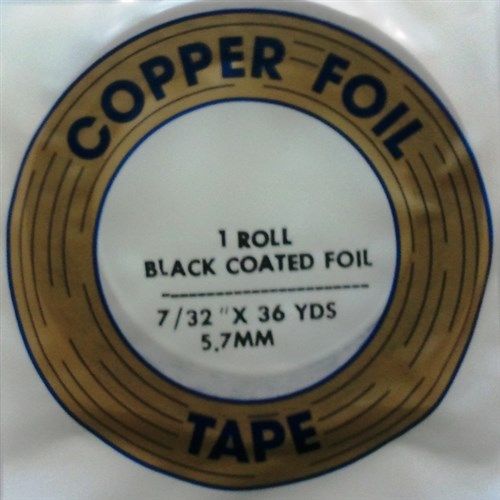 COPPER FOIL
1 ROLL
BLACK COATED FOIL
7/32" X 36 YDS
5.7MM
TAPE